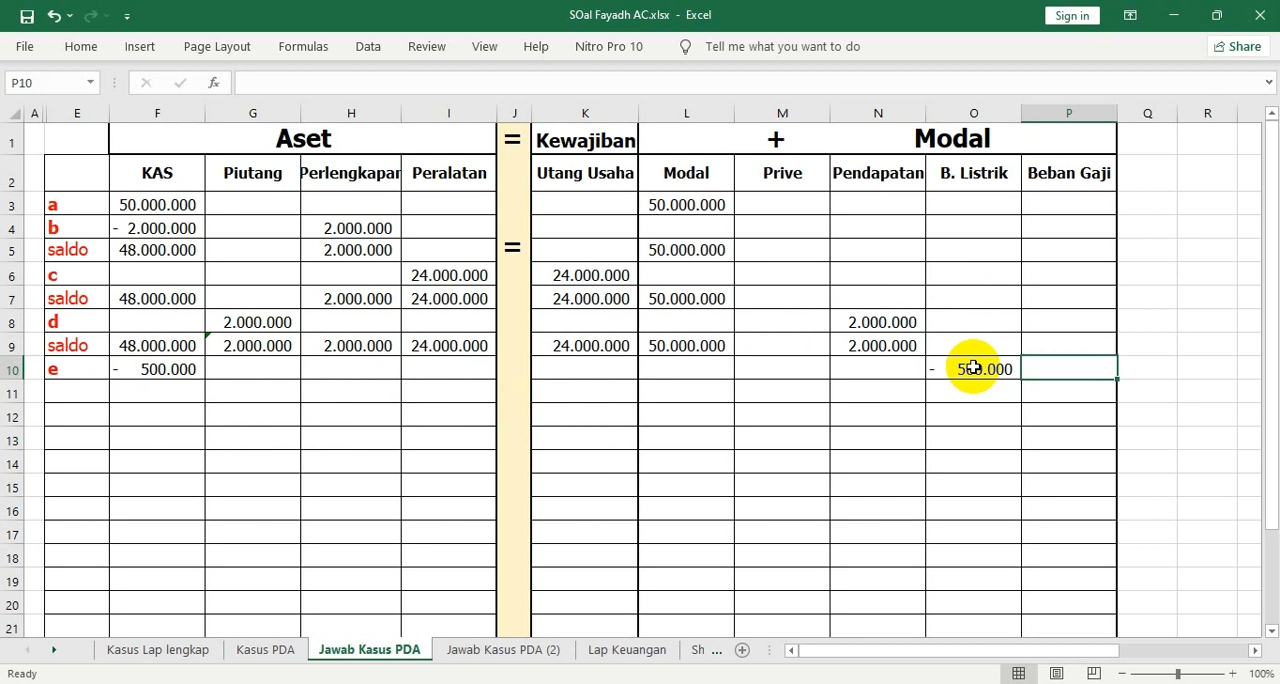 SOal Fayadh AC.xlsx - Excel
Sign in
File Home Insert Page Layout Formulas Data Review View Help Nitro Pro 10 Tell me what you want to do Share
P10 fx
A E F G H I J K L M N O P Q R
1 Aset = Kewajiban + Modal
2 KAS Piutang Perlengkapan Peralatan Utang Usaha Modal Prive Pendapatan B. Listrik Beban Gaji
3 a 50.000.000 50.000.000
4 b - 2.000.000 2.000.000
5 saldo 48.000.000 2.000.000 = 50.000.000
6 c 24.000.000 24.000.000
7 saldo 48.000.000 2.000.000 24.000.000 24.000.000 50.000.000
8 d 2.000.000 2.000.000
9 saldo 48.000.000 2.000.000 2.000.000 24.000.000 24.000.000 50.000.000 2.000.000
10 e - 500.000 - 500.000
11
12
13
14
15
16
17
18
19
20
21
Kasus Lap lengkap Kasus PDA Jawab Kasus PDA Jawab Kasus PDA (2) Lap Keuangan Sh ...
Ready 100%